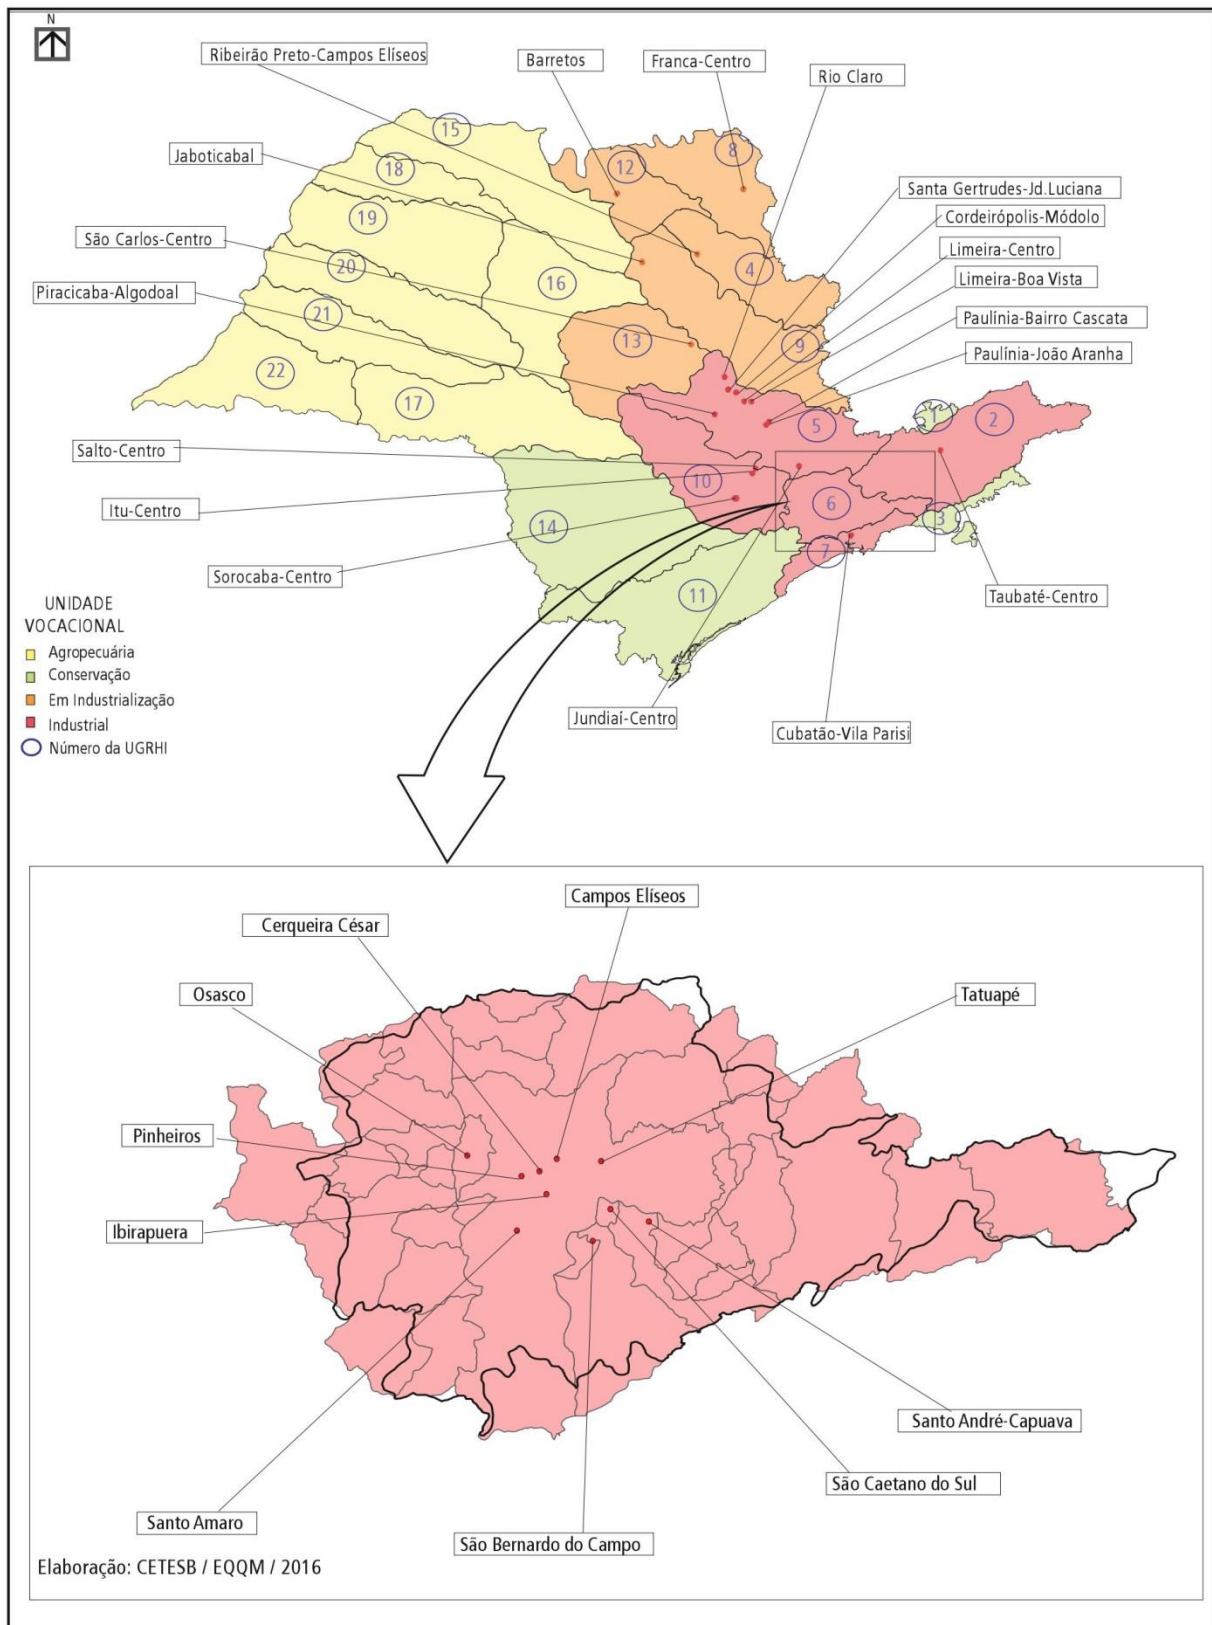 N
Ribeirão Preto-Campos Elíseos
Barretos
Franca-Centro
Rio Claro
Jaboticabal
São Carlos-Centro
Piracicaba-Algodoal
Santa Gertrudes-Jd.Luciana
Cordeirópolis-Módolo
Limeira-Centro
Limeira-Boa Vista
Paulínia-Bairro Cascata
Paulínia-João Aranha
15
18
19
20
21
22
17
16
12
8
4
13
9
5
1
2
10
6
3
7
14
11
Salto-Centro
Itu-Centro
Sorocaba-Centro
Jundiaí-Centro
Cubatão-Vila Parisi
Taubaté-Centro
UNIDADE
VOCACIONAL
Agropecuária
Conservação
Em Industrialização
Industrial
Número da UGRHI
Campos Elíseos
Cerqueira César
Osasco
Tatuapé
Pinheiros
Ibirapuera
Santo André-Capuava
São Caetano do Sul
Santo Amaro
São Bernardo do Campo
Elaboração: CETESB / EQQM / 2016